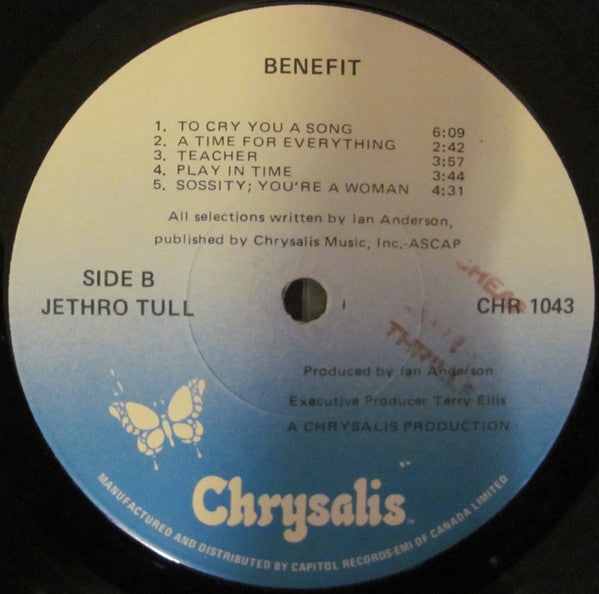 BENEFIT
1. TO CRY YOU A SONG 6:09
2. A TIME FOR EVERYTHING 2:42
3. TEACHER 3:57
4. PLAY IN TIME 3:44
5. SOSSITY; YOU'RE A WOMAN 4:31
All selections written by Ian Anderson,
published by Chrysalis Music, Inc.-ASCAP
SIDE B
JETHRO TULL
CHR 1043
CHEAP
THRILLS
Produced by Ian Anderson
Executive Producer Terry Ellis
A CHRYSALIS PRODUCTION
Chrysalis
MANUFACTURED AND DISTRIBUTED BY CAPITOL RECORDS-EMI OF CANADA LIMITED